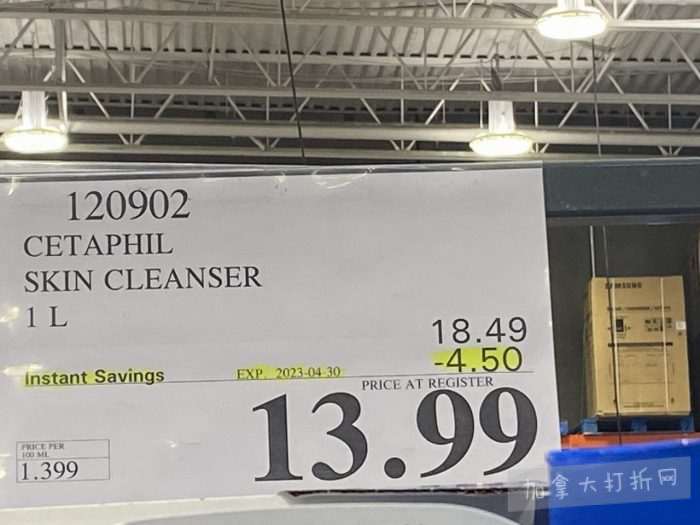 120902
CETAPHIL
SKIN CLEANSER
1 L
18.49
-4.50
Instant Savings EXP. 2023-04-30
PRICE AT REGISTER
13.99
PRICE PER
100 ML
1.399
SAMSUNG
加拿大打折网